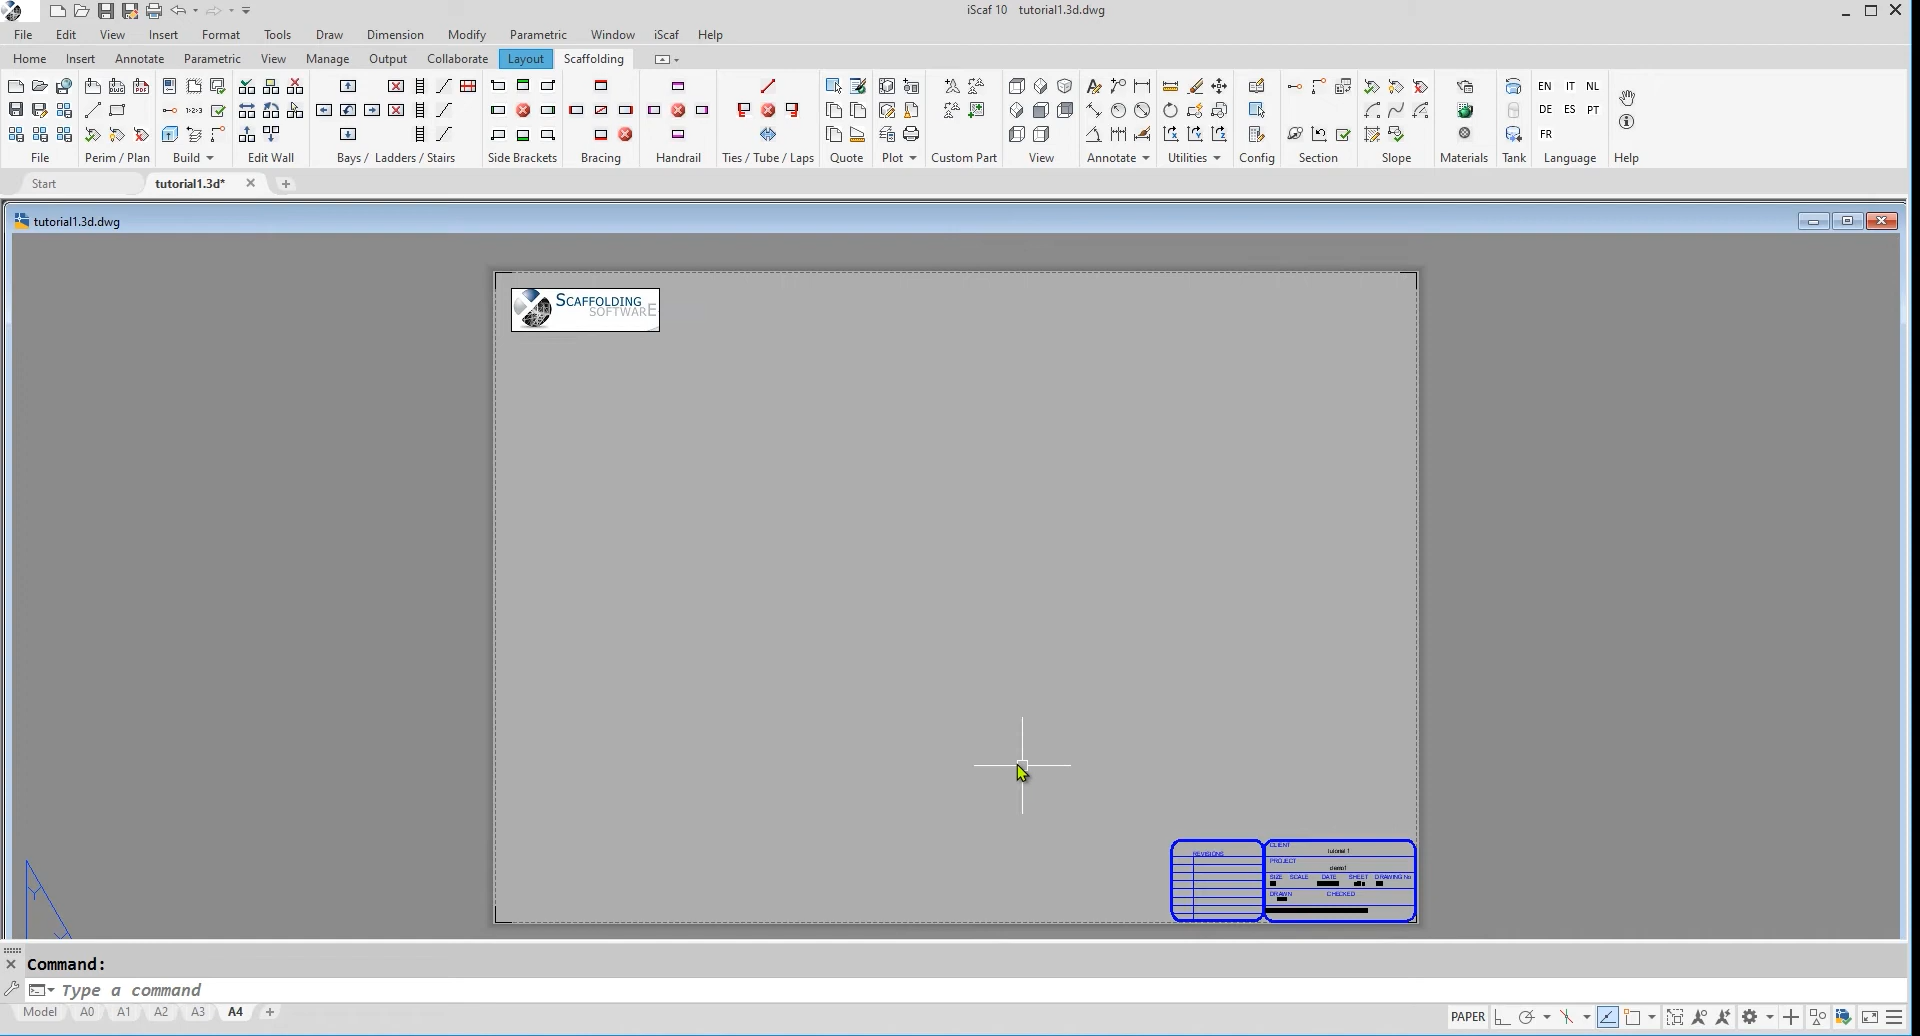 iScaf 10 tutorial1.3d.dwg
File Edit View Insert Format Tools Draw Dimension Modify Parametric Window iScaf Help
Home Insert Annotate Parametric View Manage Output Collaborate Layout Scaffolding
EN IT NL
DE ES PT
FR
File Perim / Plan Build Edit Wall Bays / Ladders / Stairs Side Brackets Bracing Handrail Ties / Tube / Laps Quote Plot Custom Part View Annotate Utilities Config Section Slope Materials Tank Language Help
Start tutorial1.3d*
tutorial1.3d.dwg
SCAFFOLDING
SOFTWARE
REVISIONS
CLIENT
tutorial 1
PROJECT
demo1
SIZE SCALE DATE SHEET DRAWING No
DRAWN CHECKED
Command:
Type a command
Model A0 A1 A2 A3 A4
PAPER